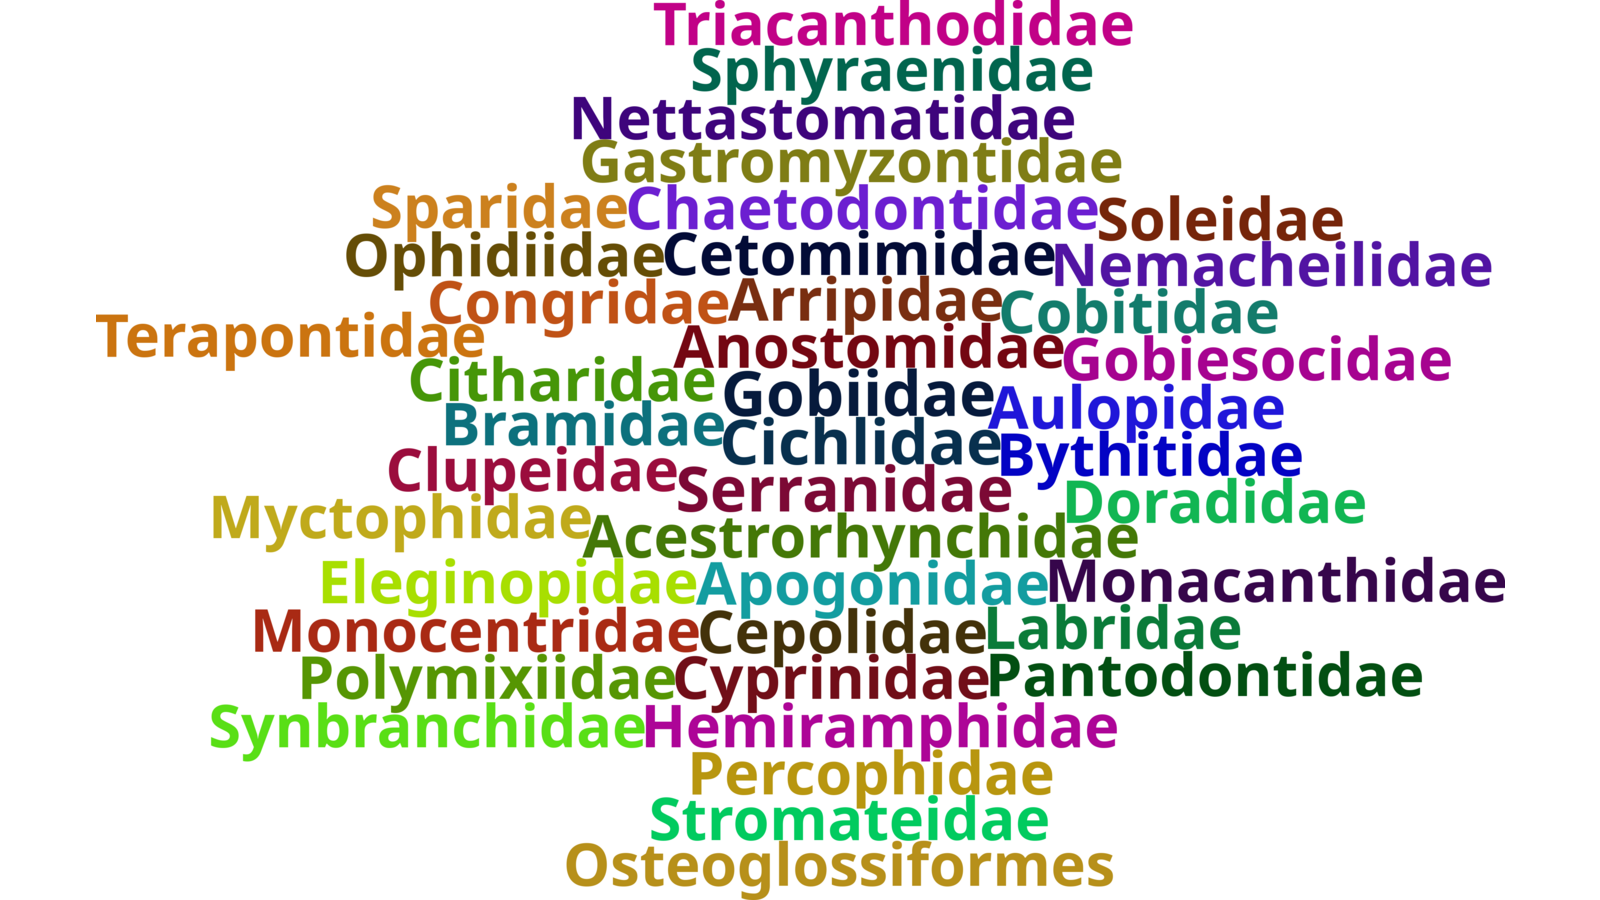 Triacanthodidae
Sphyraenidae
Nettastomatidae
Gastromyzontidae
Sparidae Chaetodontidae Soleidae
Ophidiidae Cetomimidae Nemacheilidae
Congridae Arripidae Cobitidae
Terapontidae Anostomidae Gobiesocidae
Citharidae Gobiidae Aulopidae
Bramidae Cichlidae Bythitidae
Clupeidae Serranidae Doradidae
Myctophidae Acestrorhynchidae
Eleginopidae Apogonidae Monacanthidae
Monocentridae Cepolidae Labridae
Polymixiidae Cyprinidae Pantodontidae
Synbranchidae Hemiramphidae
Percophidae
Stromateidae
Osteoglossiformes